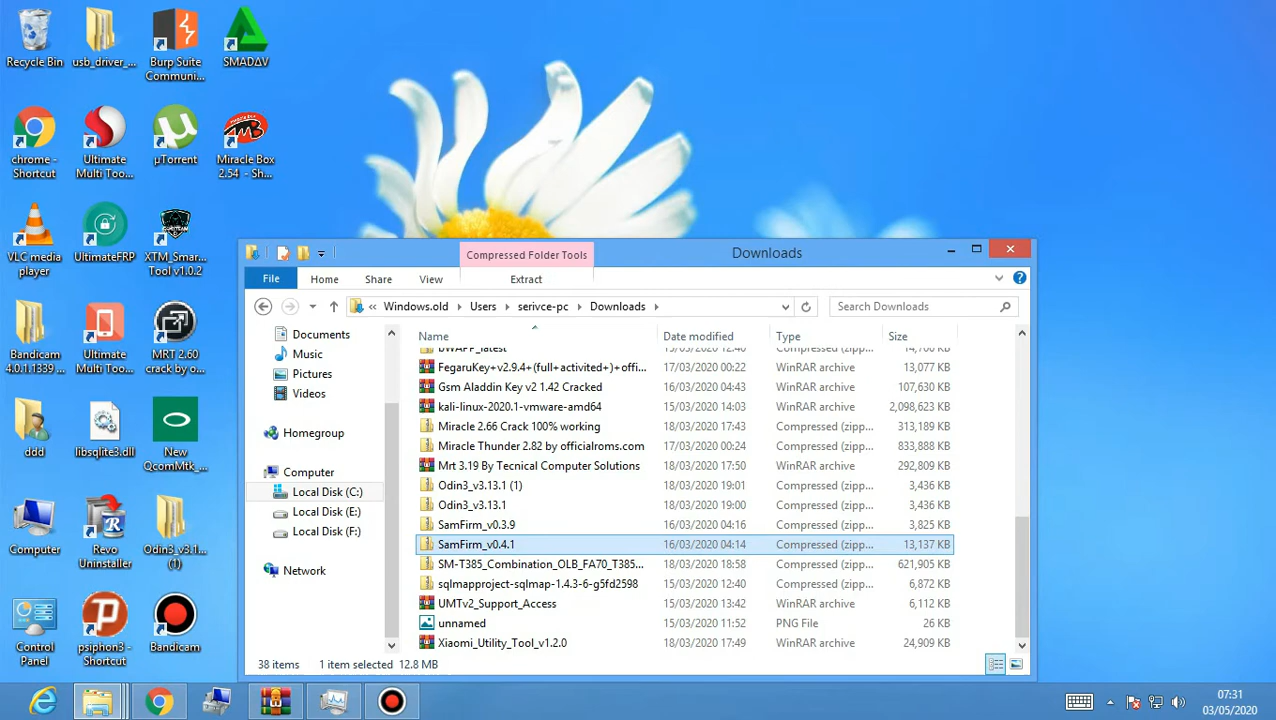 Recycle Bin
usb_driver_...
Burp Suite
Communi...
SMADΔV
chrome -
Shortcut
Ultimate
Multi Too...
µTorrent
Miracle Box
2.54 - Sh...
VLC media
player
UltimateFRP
XTM_Smar...
Tool v1.0.2
Bandicam
4.0.1.1339 ...
Ultimate
Multi Too...
MRT 2.60
crack by o...
ddd
libsqlite3.dll
New
QcomMtk_...
Computer
Revo
Uninstaller
Odin3_v3.1...
(1)
Control
Panel
psiphon3 -
Shortcut
Bandicam
Compressed Folder Tools
Downloads
File Home Share View Extract
« Windows.old Users serivce-pc Downloads
Search Downloads
Documents
Music
Pictures
Videos
Homegroup
Computer
Local Disk (C:)
Local Disk (E:)
Local Disk (F:)
Network
Name Date modified Type Size
bWAPP_latest 15/03/2020 12:40 Compressed (zipp... 14,706 KB
FegaruKey+v2.9.4+(full+activited+)+offi... 17/03/2020 00:22 WinRAR archive 13,077 KB
Gsm Aladdin Key v2 1.42 Cracked 16/03/2020 04:43 WinRAR archive 107,630 KB
kali-linux-2020.1-vmware-amd64 15/03/2020 14:03 WinRAR archive 2,098,623 KB
Miracle 2.66 Crack 100% working 18/03/2020 17:43 Compressed (zipp... 313,189 KB
Miracle Thunder 2.82 by officialroms.com 17/03/2020 00:24 WinRAR archive 833,888 KB
Mrt 3.19 By Tecnical Computer Solutions 18/03/2020 17:50 WinRAR archive 292,809 KB
Odin3_v3.13.1 (1) 18/03/2020 19:01 Compressed (zipp... 3,436 KB
Odin3_v3.13.1 18/03/2020 19:00 Compressed (zipp... 3,436 KB
SamFirm_v0.3.9 16/03/2020 04:16 Compressed (zipp... 3,825 KB
SamFirm_v0.4.1 16/03/2020 04:14 Compressed (zipp... 13,137 KB
SM-T385_Combination_OLB_FA70_T385... 18/03/2020 18:58 Compressed (zipp... 621,905 KB
sqlmapproject-sqlmap-1.4.3-6-g5fd2598 15/03/2020 12:40 Compressed (zipp... 6,872 KB
UMTv2_Support_Access 15/03/2020 13:42 WinRAR archive 6,112 KB
unnamed 15/03/2020 11:52 PNG File 26 KB
Xiaomi_Utility_Tool_v1.2.0 18/03/2020 17:49 WinRAR archive 24,909 KB
38 items 1 item selected 12.8 MB
07:31
03/05/2020